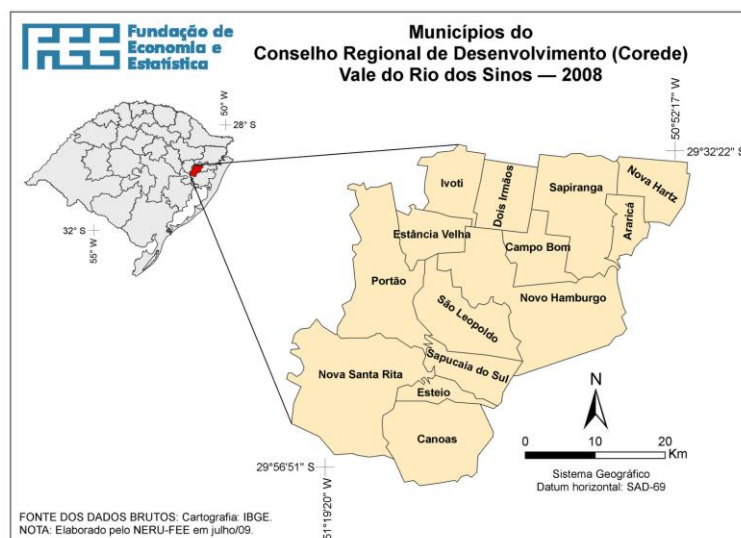 FEE Fundação de
Economia e
Estatística
Municípios do
Conselho Regional de Desenvolvimento (Corede)
Vale do Rio dos Sinos — 2008
50° W
28° S
32° S
55° W
50°52'17" W
29°32'22" S
Ivoti
Dois Irmãos
Sapiranga
Nova Hartz
Araricá
Estância Velha
Campo Bom
Portão
Novo Hamburgo
São Leopoldo
Nova Santa Rita
Sapucaia do Sul
Esteio
Canoas
N
0 10 20
Km
29°56'51" S
51°19'20" W
Sistema Geográfico
Datum horizontal: SAD-69
FONTE DOS DADOS BRUTOS: Cartografia: IBGE.
NOTA: Elaborado pelo NERU-FEE em julho/09.